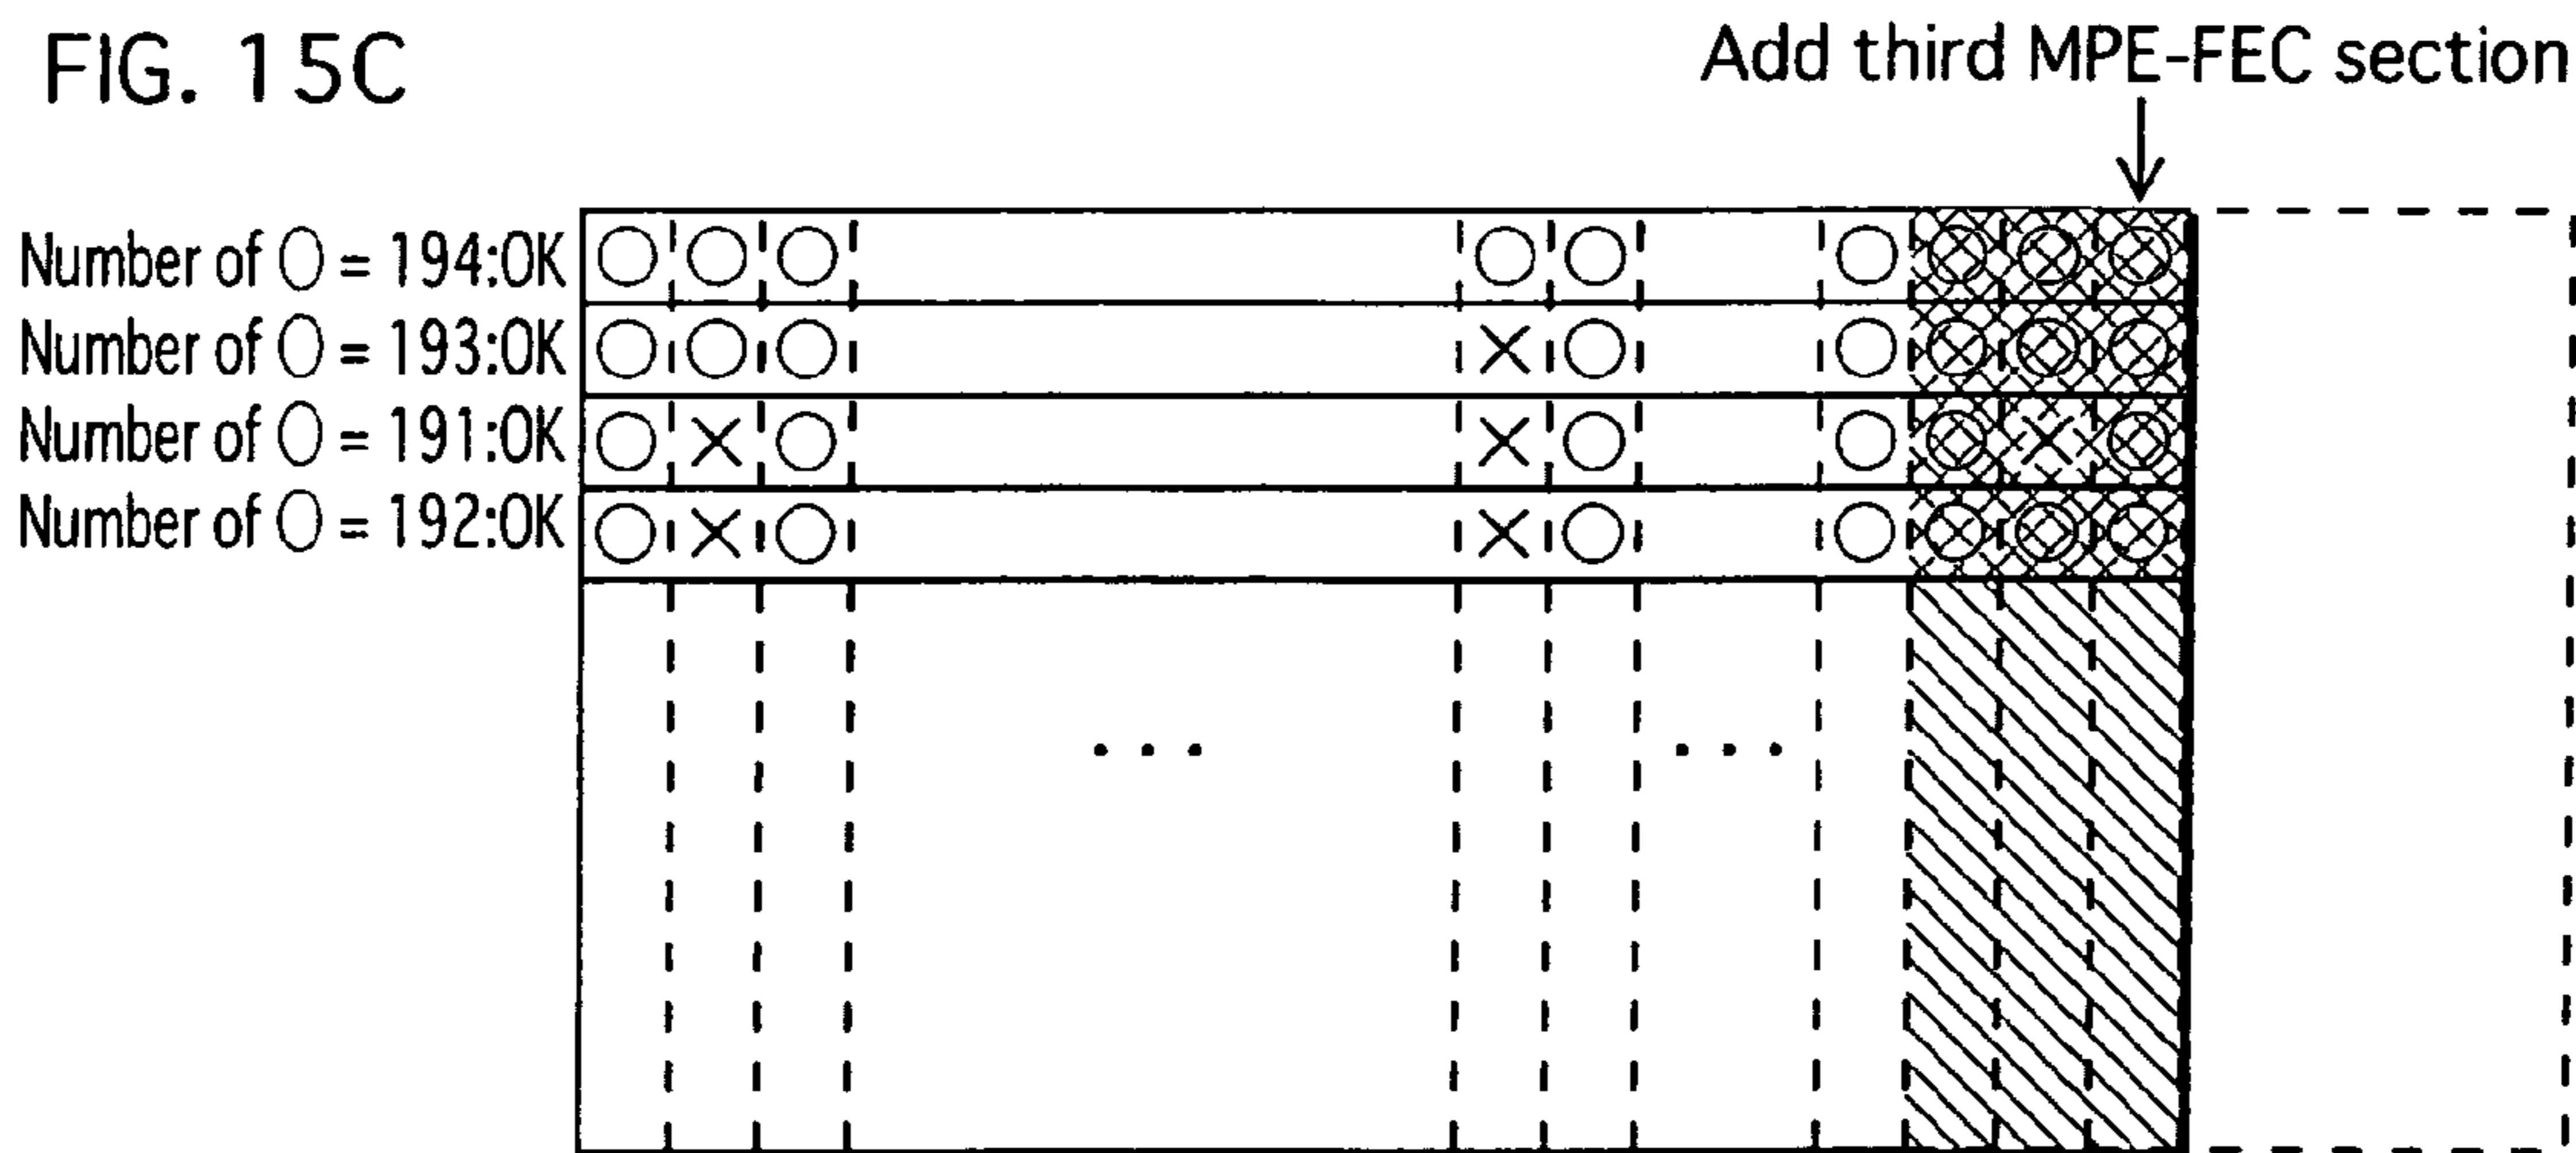 FIG. 15C
Add third MPE-FEC section
Number of ○ = 194:OK
Number of ○ = 193:OK
Number of ○ = 191:OK
Number of ○ = 192:OK